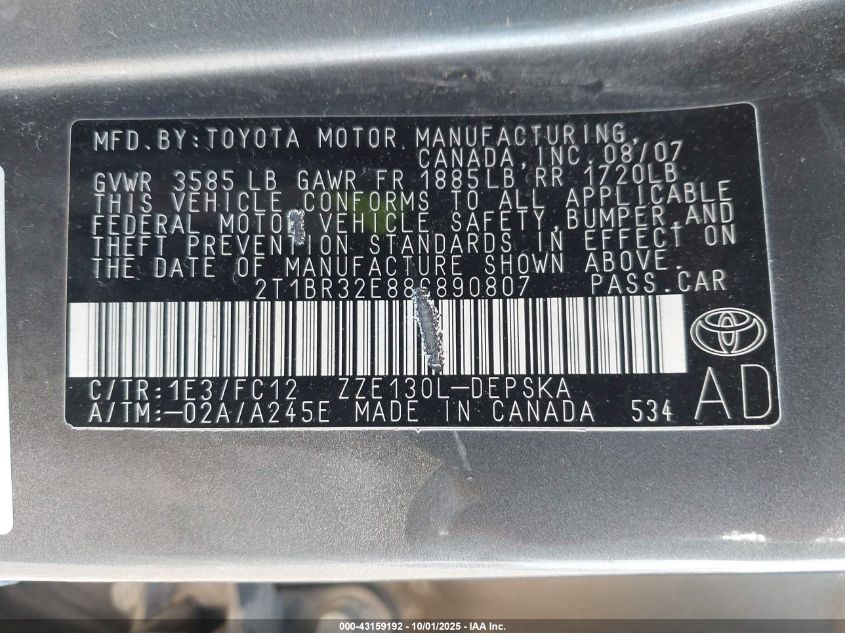 MFD.BY:TOYOTA MOTOR MANUFACTURING,
CANADA,INC.08/07
GVWR 3585LB GAWR FR 1885LB RR 1720LB
THIS VEHICLE CONFORMS TO ALL APPLICABLE
FEDERAL MOTOR VEHICLE SAFETY,BUMPER,AND
THEFT PREVENTION STANDARDS IN EFFECT ON
THE DATE OF MANUFACTURE SHOWN ABOVE.
2T1BR32E88C890807 PASS.CAR
C/TR:1E3/FC12 ZZE130L-DEPSKA
A/TM:-02A/A245E MADE IN CANADA 534
AD
000-43159192 - 10/01/2025 - IAA Inc.